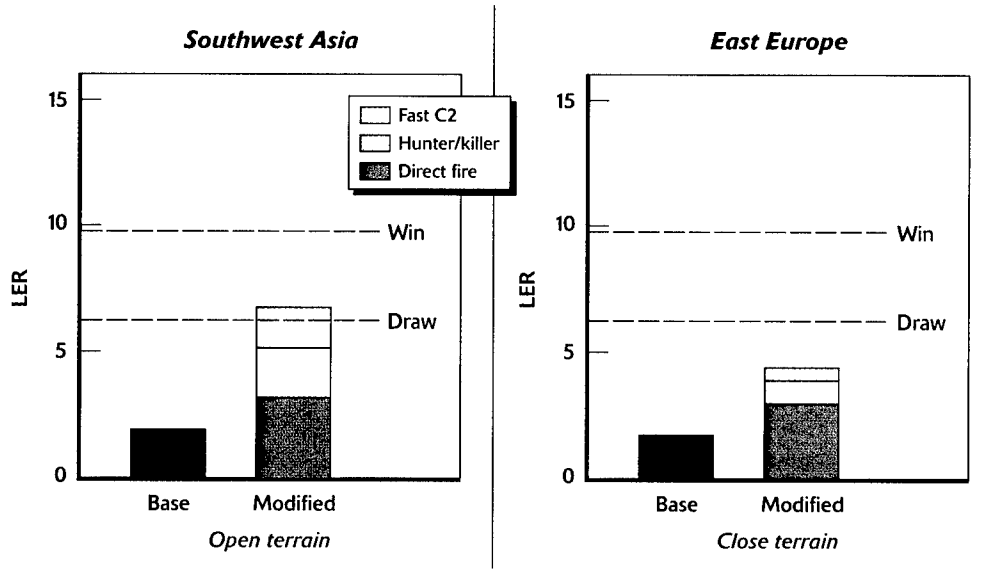 Southwest Asia
15
10
5
0
LER
Fast C2
Hunter/killer
Direct fire
Win
Draw
Base Modified
Open terrain
East Europe
15
10
5
0
LER
Win
Draw
Base Modified
Close terrain